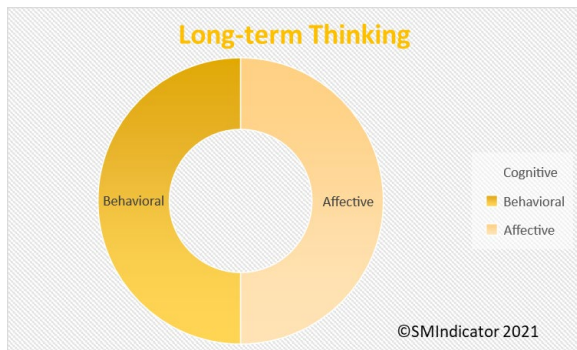 Long-term Thinking
Behavioral
Affective
Cognitive
Behavioral
Affective
©SMIndicator 2021